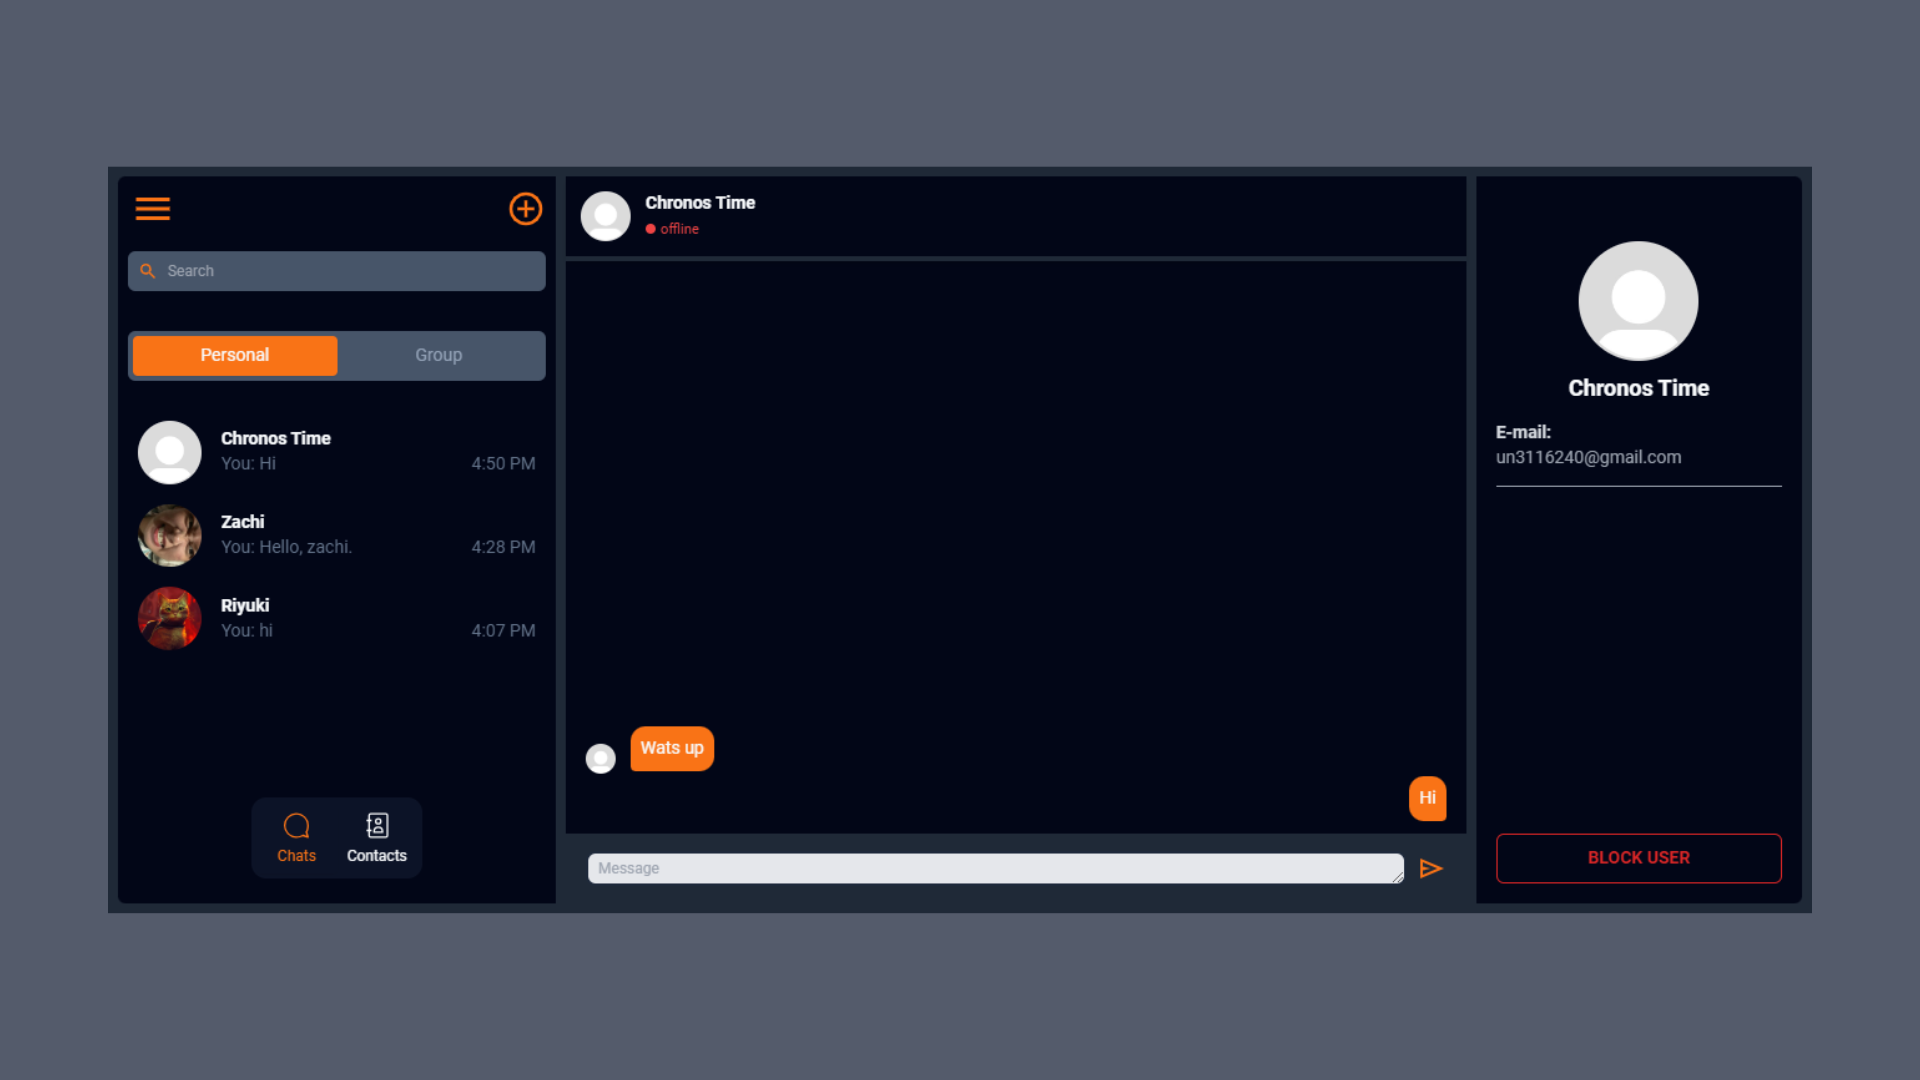 Search
Personal
Group
Chronos Time
You: Hi
4:50 PM
Zachi
You: Hello, zachi.
4:28 PM
Riyuki
You: hi
4:07 PM
Chats
Contacts
Chronos Time
offline
Wats up
Hi
Message
Chronos Time
E-mail:
un3116240@gmail.com
BLOCK USER